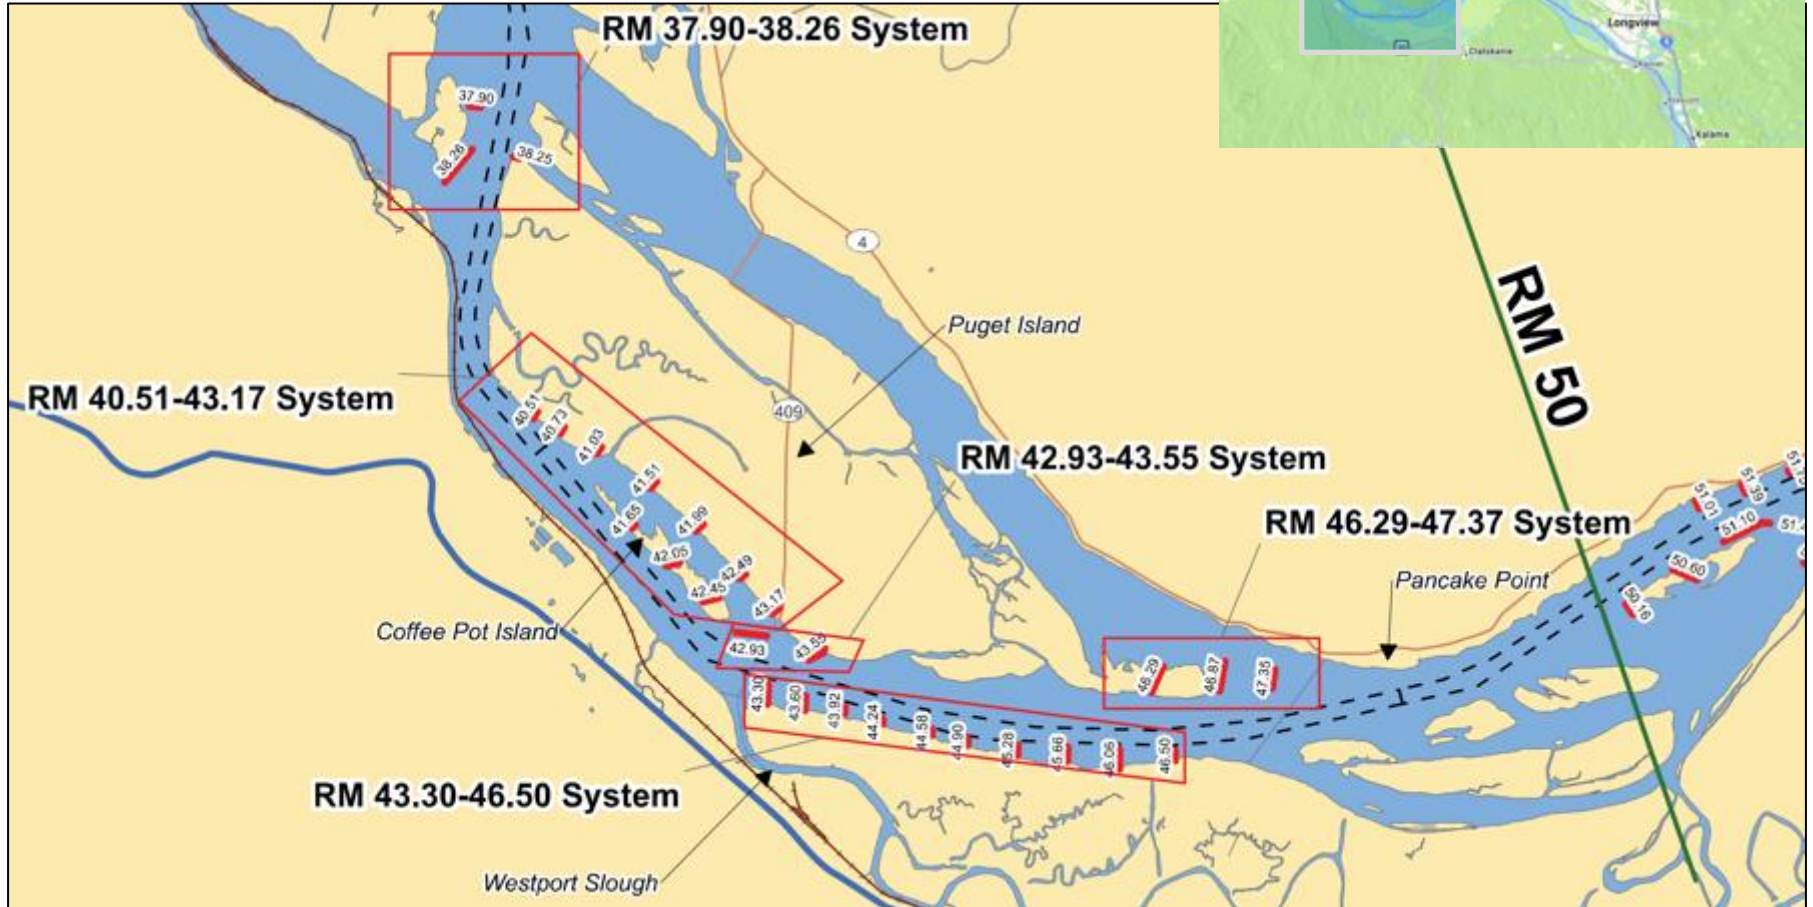 RM 37.90-38.26 System
Longview
Clatskanie
Kalama
37.90
38.26
38.25
4
RM 50
Puget Island
RM 40.51-43.17 System
409
40.51
40.73
41.03
41.51
41.65
41.99
42.05
42.45
42.49
43.17
RM 42.93-43.55 System
RM 46.29-47.37 System
51.01
51.39
51.10
50.60
50.16
Pancake Point
Coffee Pot Island
42.93
43.55
46.29
46.87
47.35
43.30
43.60
43.92
44.24
44.58
44.90
45.28
45.66
46.06
46.50
RM 43.30-46.50 System
Westport Slough